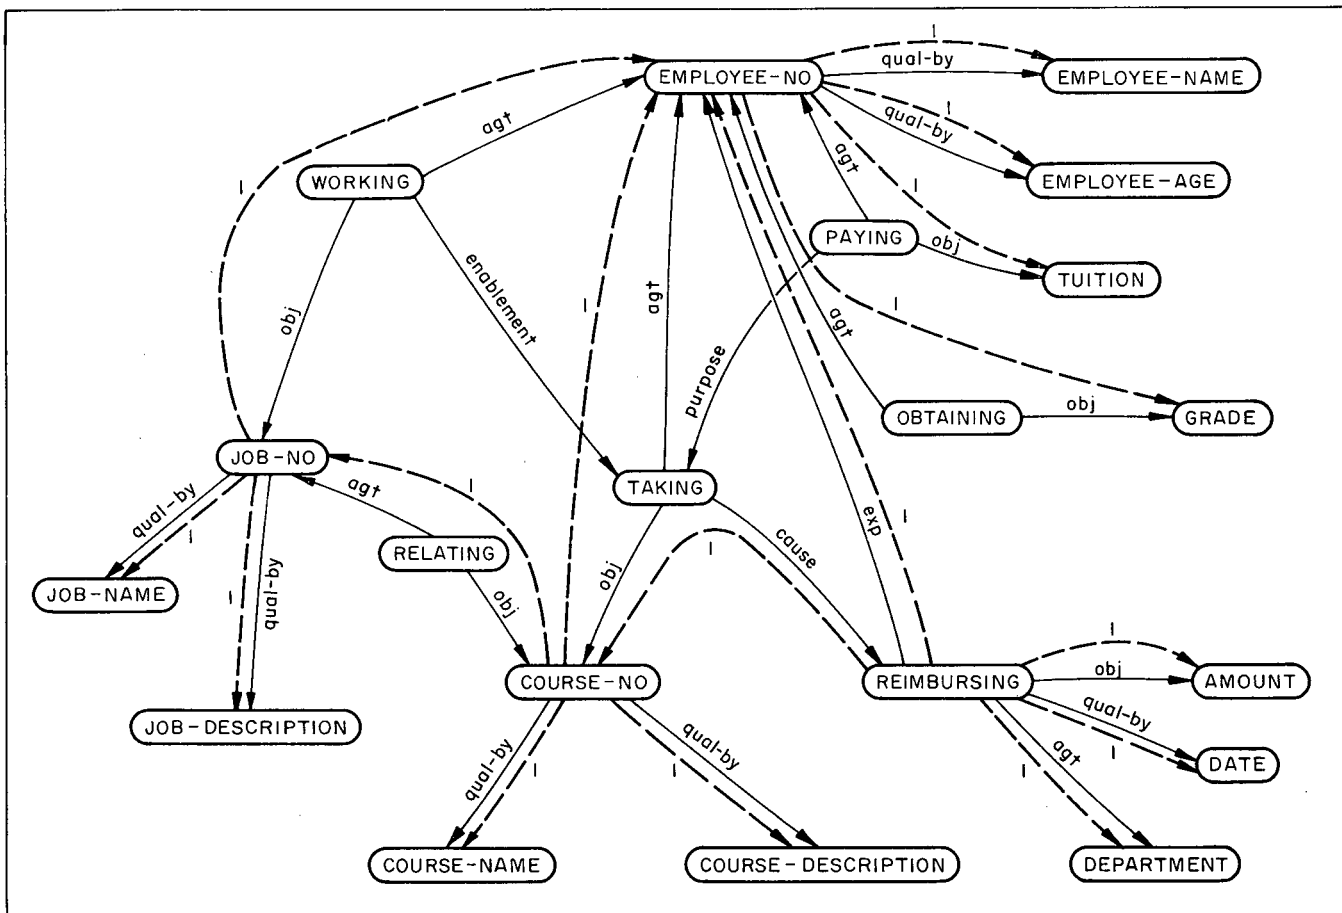 1
qual-by
EMPLOYEE-NO
EMPLOYEE-NAME
1
agt
qual-by
WORKING
1
agt
1
EMPLOYEE-AGE
PAYING
obj
TUITION
enablement
1
agt
agt
1
obj
purpose
OBTAINING
obj
GRADE
JOB-NO
agt
1
TAKING
qual-by
1
exp
1
RELATING
cause
1
JOB-NAME
qual-by
1
obj
obj
COURSE-NO
REIMBURSING
1
obj
AMOUNT
JOB-DESCRIPTION
qual-by
1
DATE
qual-by
1
qual-by
1
agt
1
COURSE-NAME
COURSE-DESCRIPTION
DEPARTMENT